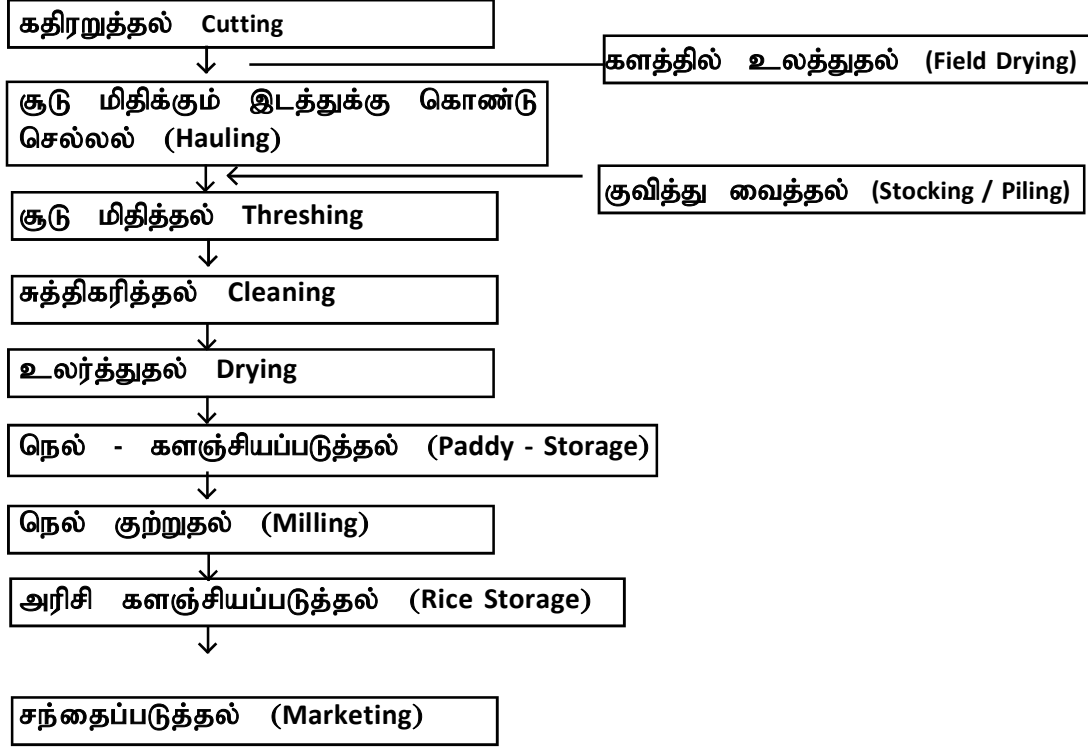 கதிரறுத்தல் Cutting
களத்தில் உலத்துதல் (Field Drying)
சூடு மிதிக்கும் இடத்துக்கு கொண்டு
செல்லல் (Hauling)
குவித்து வைத்தல் (Stocking / Piling)
சூடு மிதித்தல் Threshing
சுத்திகரித்தல் Cleaning
உலர்த்துதல் Drying
நெல் - களஞ்சியப்படுத்தல் (Paddy - Storage)
நெல் குற்றுதல் (Milling)
அரிசி களஞ்சியப்படுத்தல் (Rice Storage)
சந்தைப்படுத்தல் (Marketing)